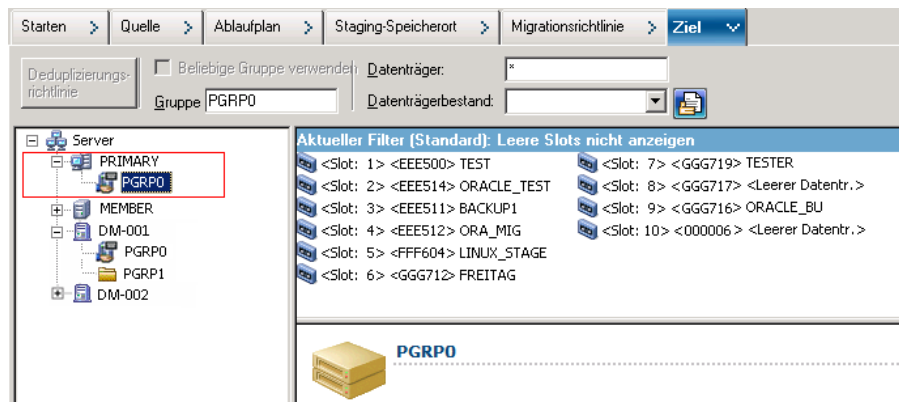 Starten Quelle Ablaufplan Staging-Speicherort Migrationsrichtlinie Ziel
Deduplizierungs-
richtlinie
Beliebige Gruppe verwenden
Gruppe PGRP0
Datenträger: *
Datenträgerbestand:
Server
PRIMARY
PGRP0
MEMBER
DM-001
PGRP0
PGRP1
DM-002
Aktueller Filter (Standard): Leere Slots nicht anzeigen
<Slot: 1> <EEE500> TEST
<Slot: 2> <EEE514> ORACLE_TEST
<Slot: 3> <EEE511> BACKUP1
<Slot: 4> <EEE512> ORA_MIG
<Slot: 5> <FFF604> LINUX_STAGE
<Slot: 6> <GGG712> FREITAG
<Slot: 7> <GGG719> TESTER
<Slot: 8> <GGG717> <Leerer Datentr.>
<Slot: 9> <GGG716> ORACLE_BU
<Slot: 10> <000006> <Leerer Datentr.>
PGRP0